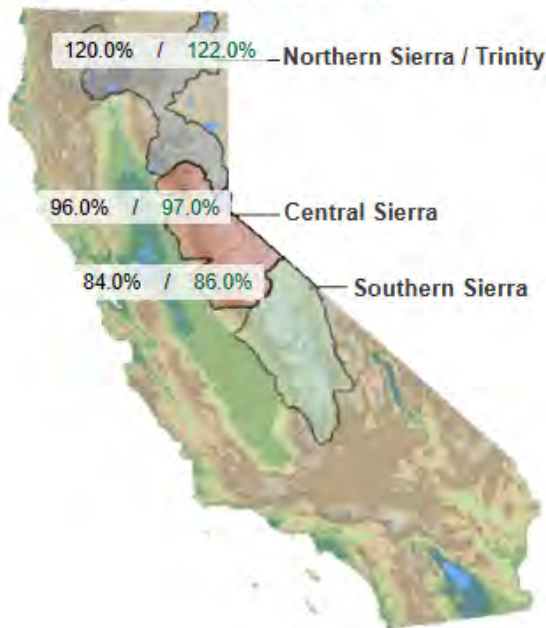 120.0% / 122.0% Northern Sierra / Trinity
96.0% / 97.0% Central Sierra
84.0% / 86.0% Southern Sierra